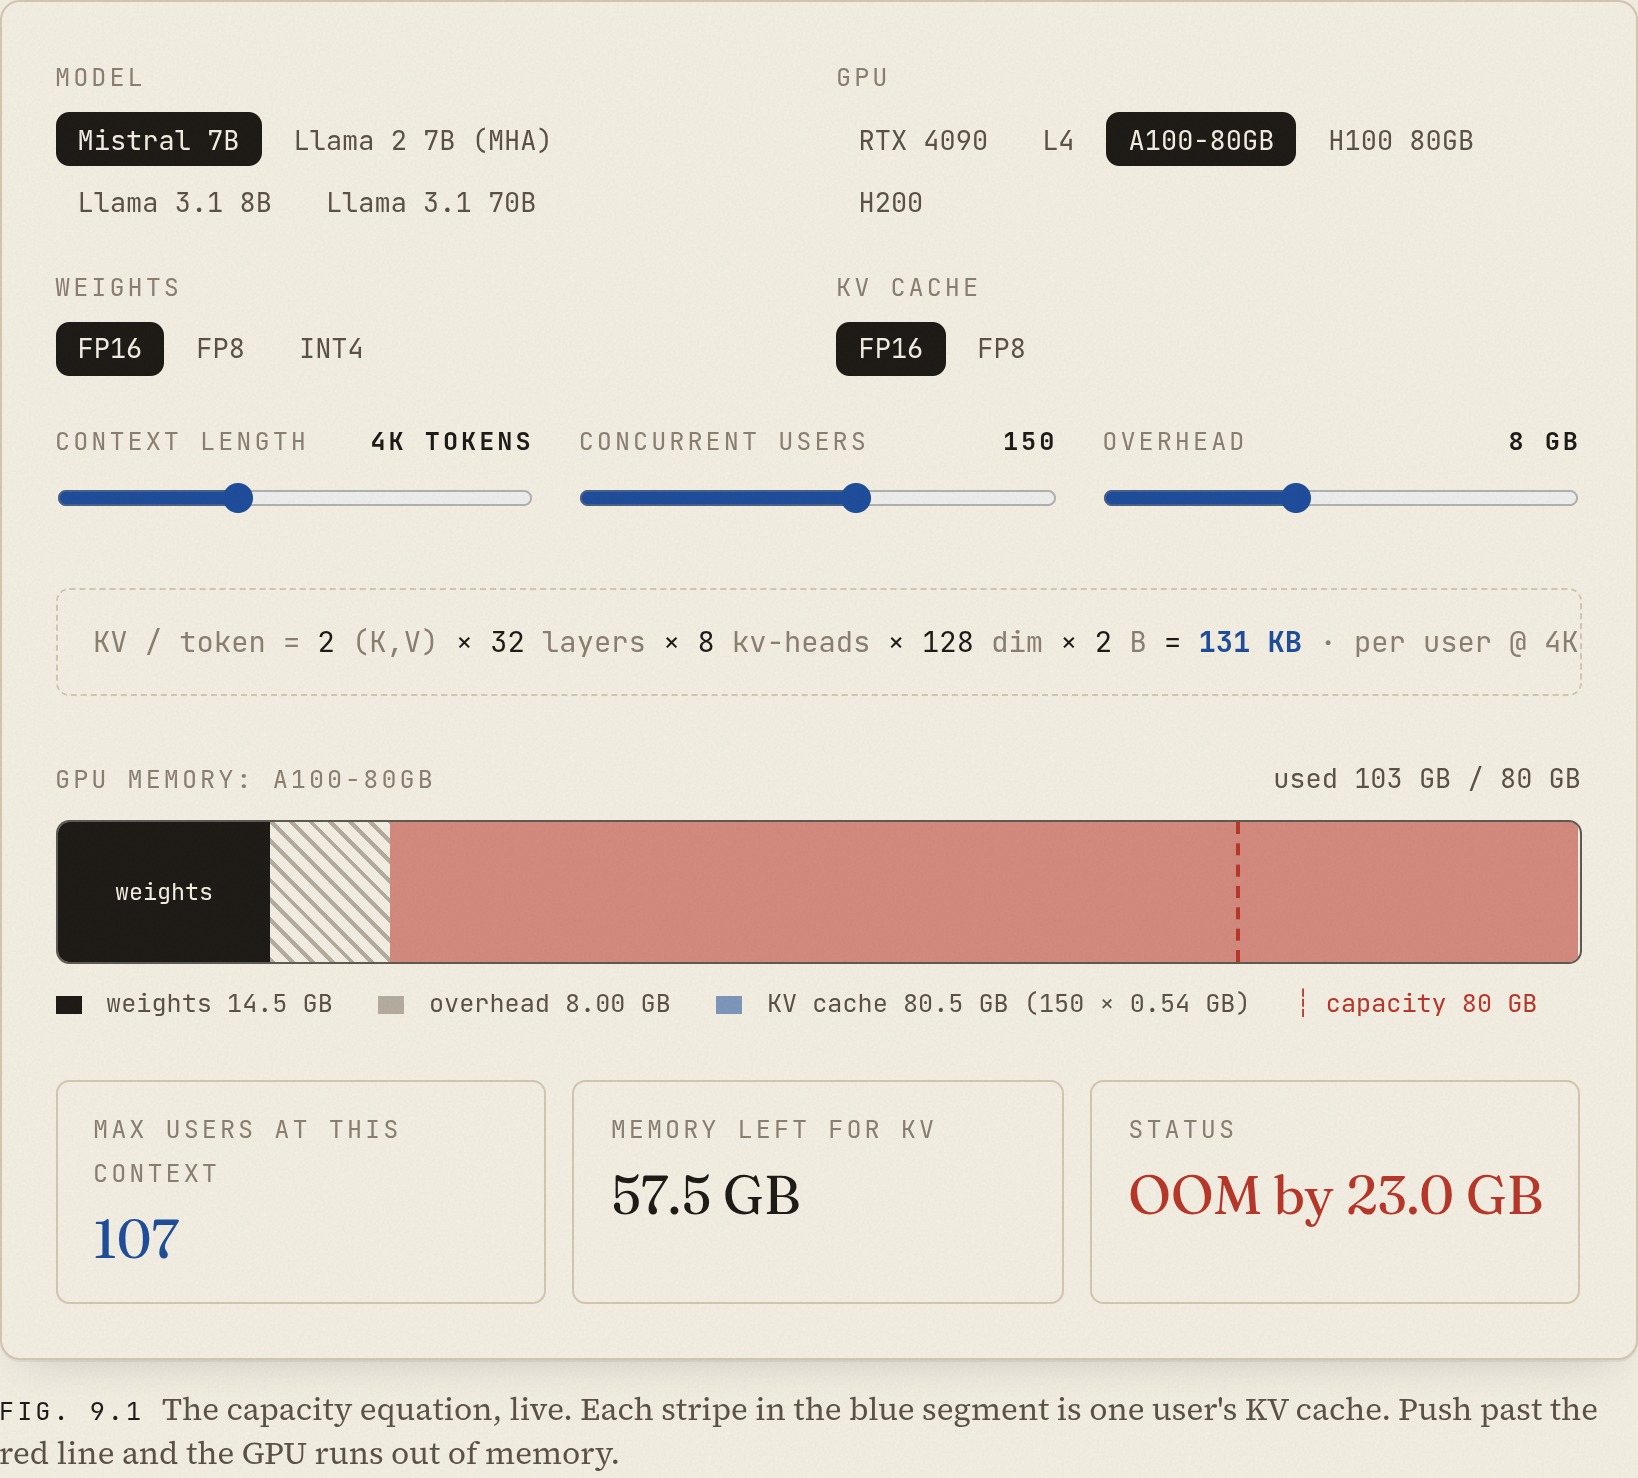 MODEL
Mistral 7B Llama 2 7B (MHA)
Llama 3.1 8B Llama 3.1 70B
GPU
RTX 4090 L4 A100-80GB H100 80GB
H200
WEIGHTS
FP16 FP8 INT4
KV CACHE
FP16 FP8
CONTEXT LENGTH 4K TOKENS
CONCURRENT USERS 150
OVERHEAD 8 GB
KV / token = 2 (K,V) × 32 layers × 8 kv-heads × 128 dim × 2 B = 131 KB · per user @ 4K
GPU MEMORY: A100-80GB
used 103 GB / 80 GB
weights
weights 14.5 GB overhead 8.00 GB KV cache 80.5 GB (150 × 0.54 GB) capacity 80 GB
MAX USERS AT THIS
CONTEXT
107
MEMORY LEFT FOR KV
57.5 GB
STATUS
OOM by 23.0 GB
FIG. 9.1 The capacity equation, live. Each stripe in the blue segment is one user's KV cache. Push past the
red line and the GPU runs out of memory.